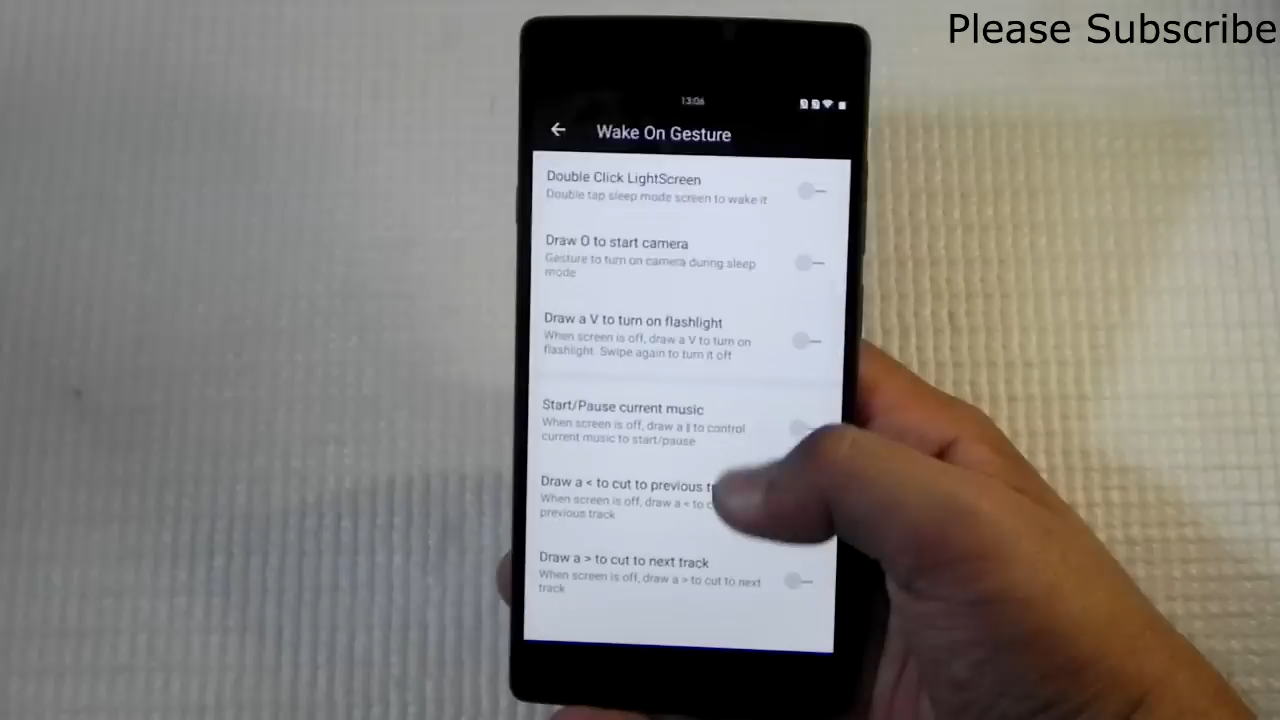 Please Subscribe
13:06
Wake On Gesture
Double Click LightScreen
Double tap sleep mode screen to wake it
Draw O to start camera
Gesture to turn on camera during sleep
mode
Draw a V to turn on flashlight
When screen is off, draw a V to turn on
flashlight. Swipe again to turn it off
Start/Pause current music
When screen is off, draw a || to control
current music to start/pause
Draw a < to cut to previous
When screen is off, draw a < to
previous track
Draw a > to cut to next track
When screen is off, draw a > to cut to next
track